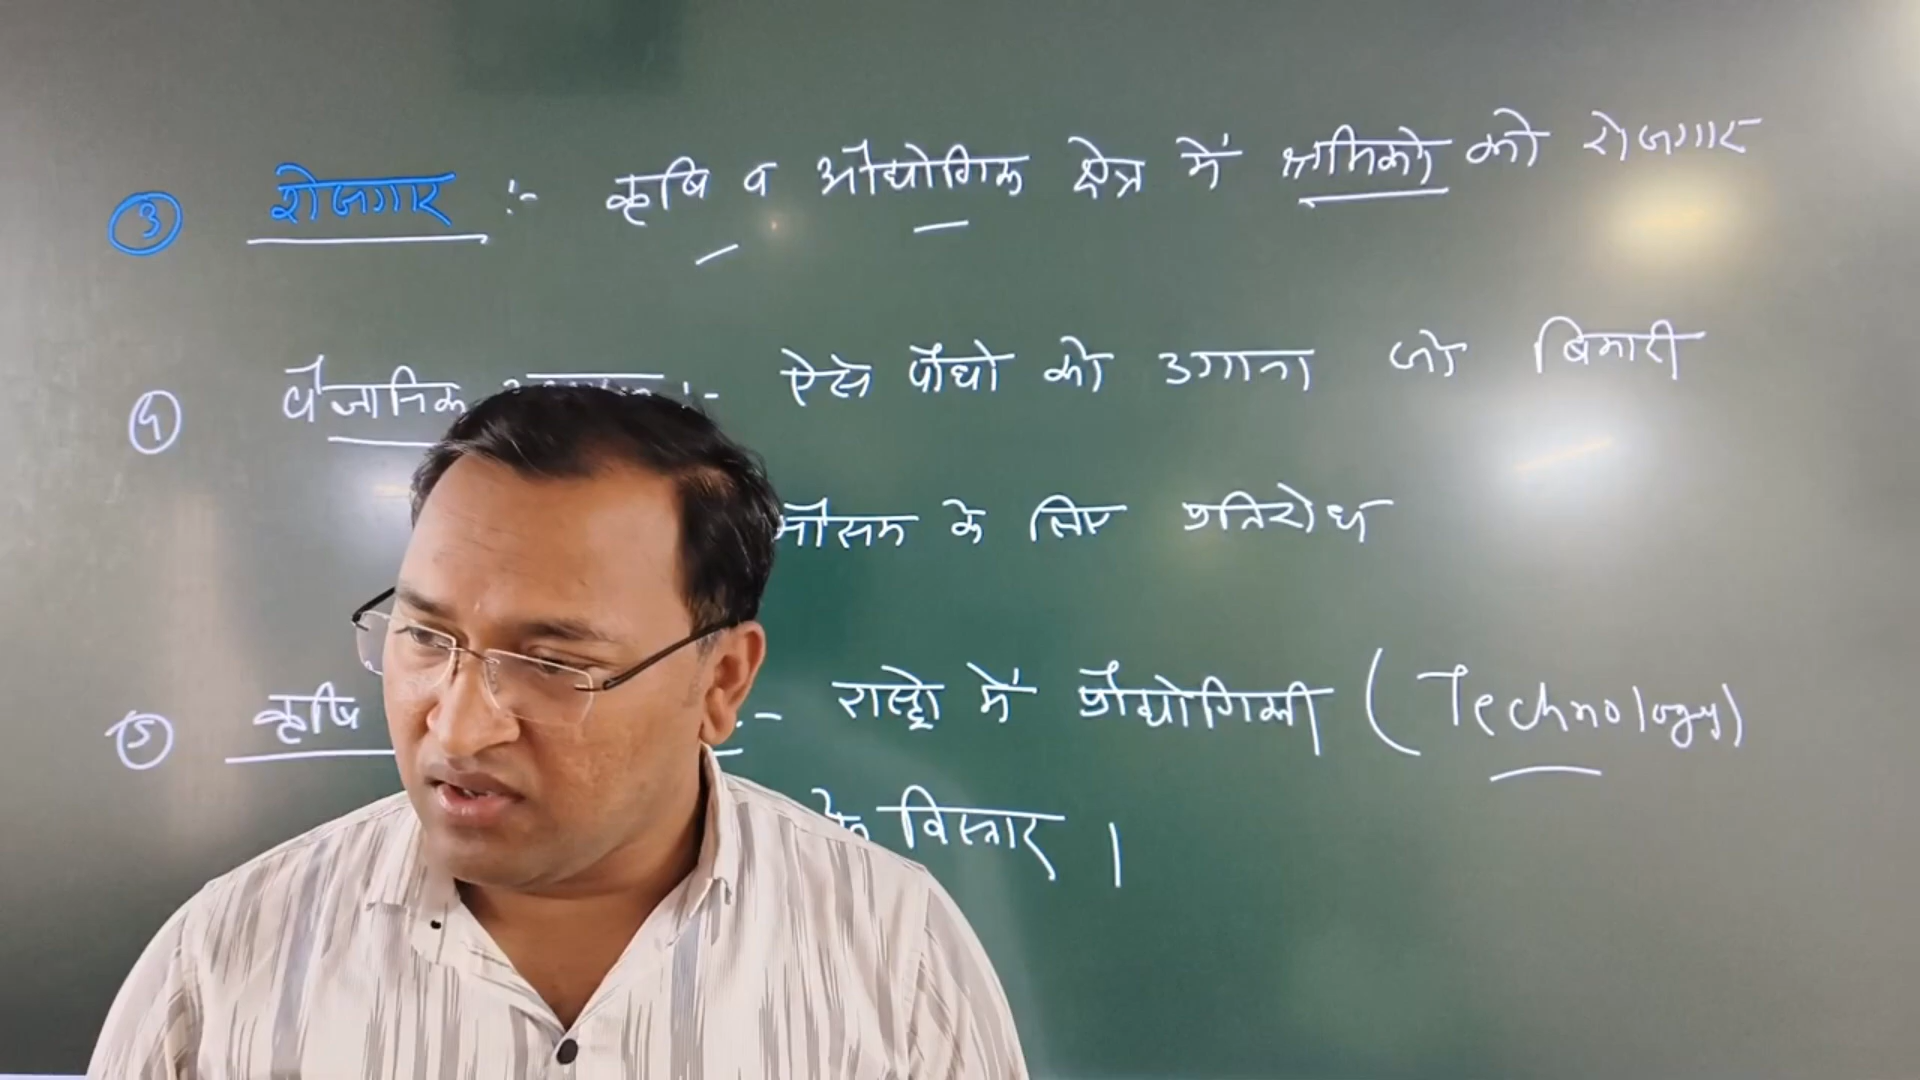 ③ रोजगार :- कृषि व औद्योगिक क्षेत्र में श्रमिको को रोजगार
④ वैज्ञानिक :- ऐसे पौधो को उगाना जो बिमारी
मौसम के लिए प्रतिरोध
⑤ कृषि :- राष्ट्रो में प्रौद्योगिकी (Technology)
के विस्तार ।